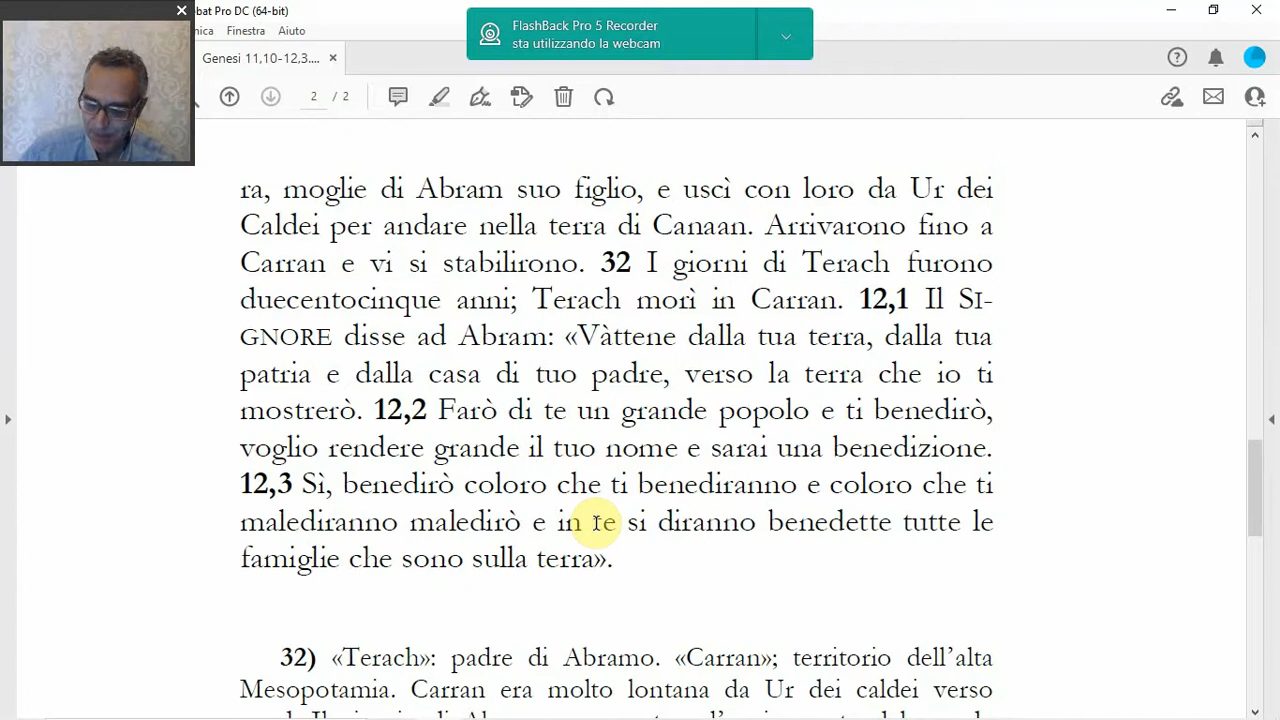 bat Pro DC (64-bit)
FlashBack Pro 5 Recorder
sta utilizzando la webcam
nica Finestra Aiuto
Genesi 11,10-12,3....
2 / 2
ra, moglie di Abram suo figlio, e uscì con loro da Ur dei
Caldei per andare nella terra di Canaan. Arrivarono fino a
Carran e vi si stabilirono. 32 I giorni di Terach furono
duecentocinque anni; Terach morì in Carran. 12,1 Il SI-
GNORE disse ad Abram: «Vàttene dalla tua terra, dalla tua
patria e dalla casa di tuo padre, verso la terra che io ti
mostrerò. 12,2 Farò di te un grande popolo e ti benedirò,
voglio rendere grande il tuo nome e sarai una benedizione.
12,3 Sì, benedirò coloro che ti benediranno e coloro che ti
malediranno maledirò e in te si diranno benedette tutte le
famiglie che sono sulla terra».
32) «Terach»: padre di Abramo. «Carran»; territorio dell'alta
Mesopotamia. Carran era molto lontana da Ur dei caldei verso